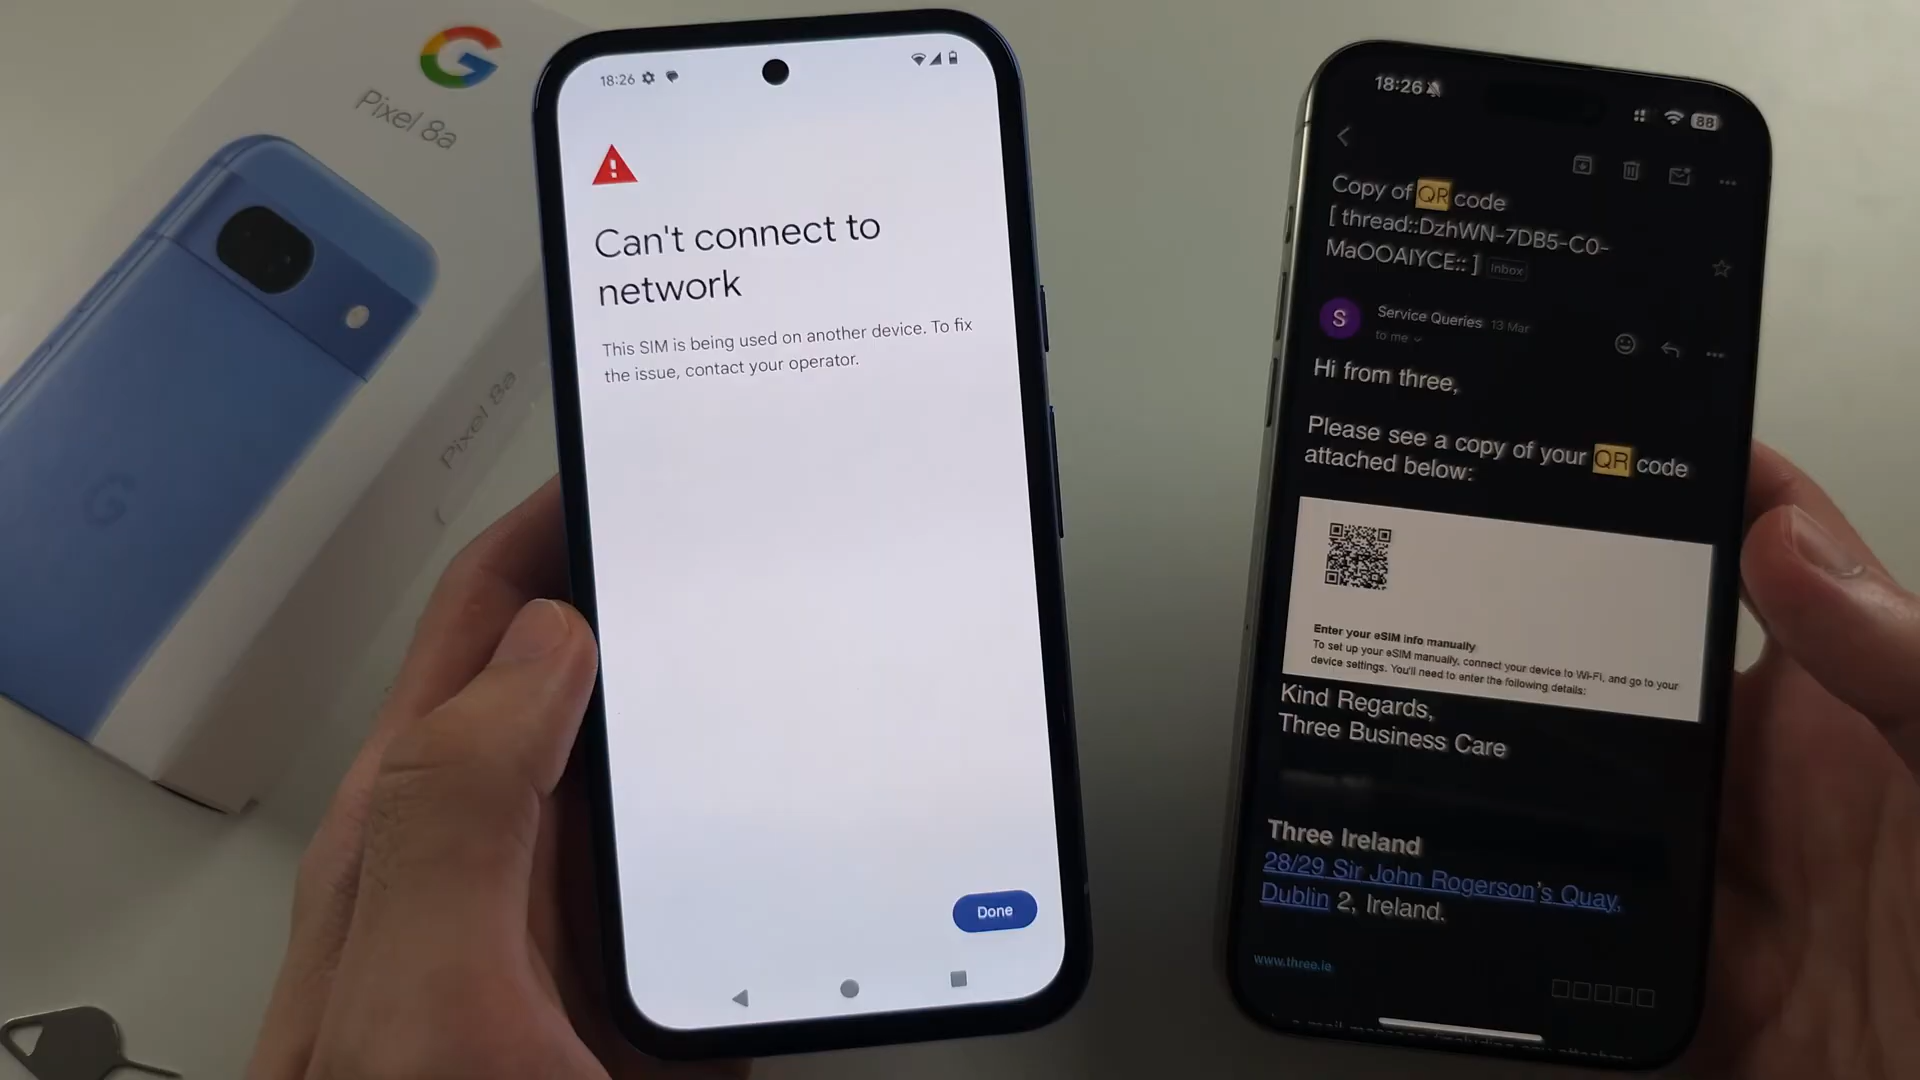 Pixel 8a
Pixel 8a
18:26
Can't connect to
network
This SIM is being used on another device. To fix
the issue, contact your operator.
Done
18:26
88
Copy of QR code
[ thread::DzhWN-7DB5-C0-
MaOOAIYCE:: ] Inbox
S
Service Queries 13 Mar
to me
Hi from three,
Please see a copy of your QR code
attached below:
Enter your eSIM info manually
To set up your eSIM manually, connect your device to Wi-Fi, and go to your
device settings. You'll need to enter the following details:
Kind Regards,
Three Business Care
Three Ireland
28/29 Sir John Rogerson's Quay,
Dublin 2, Ireland.
www.three.ie